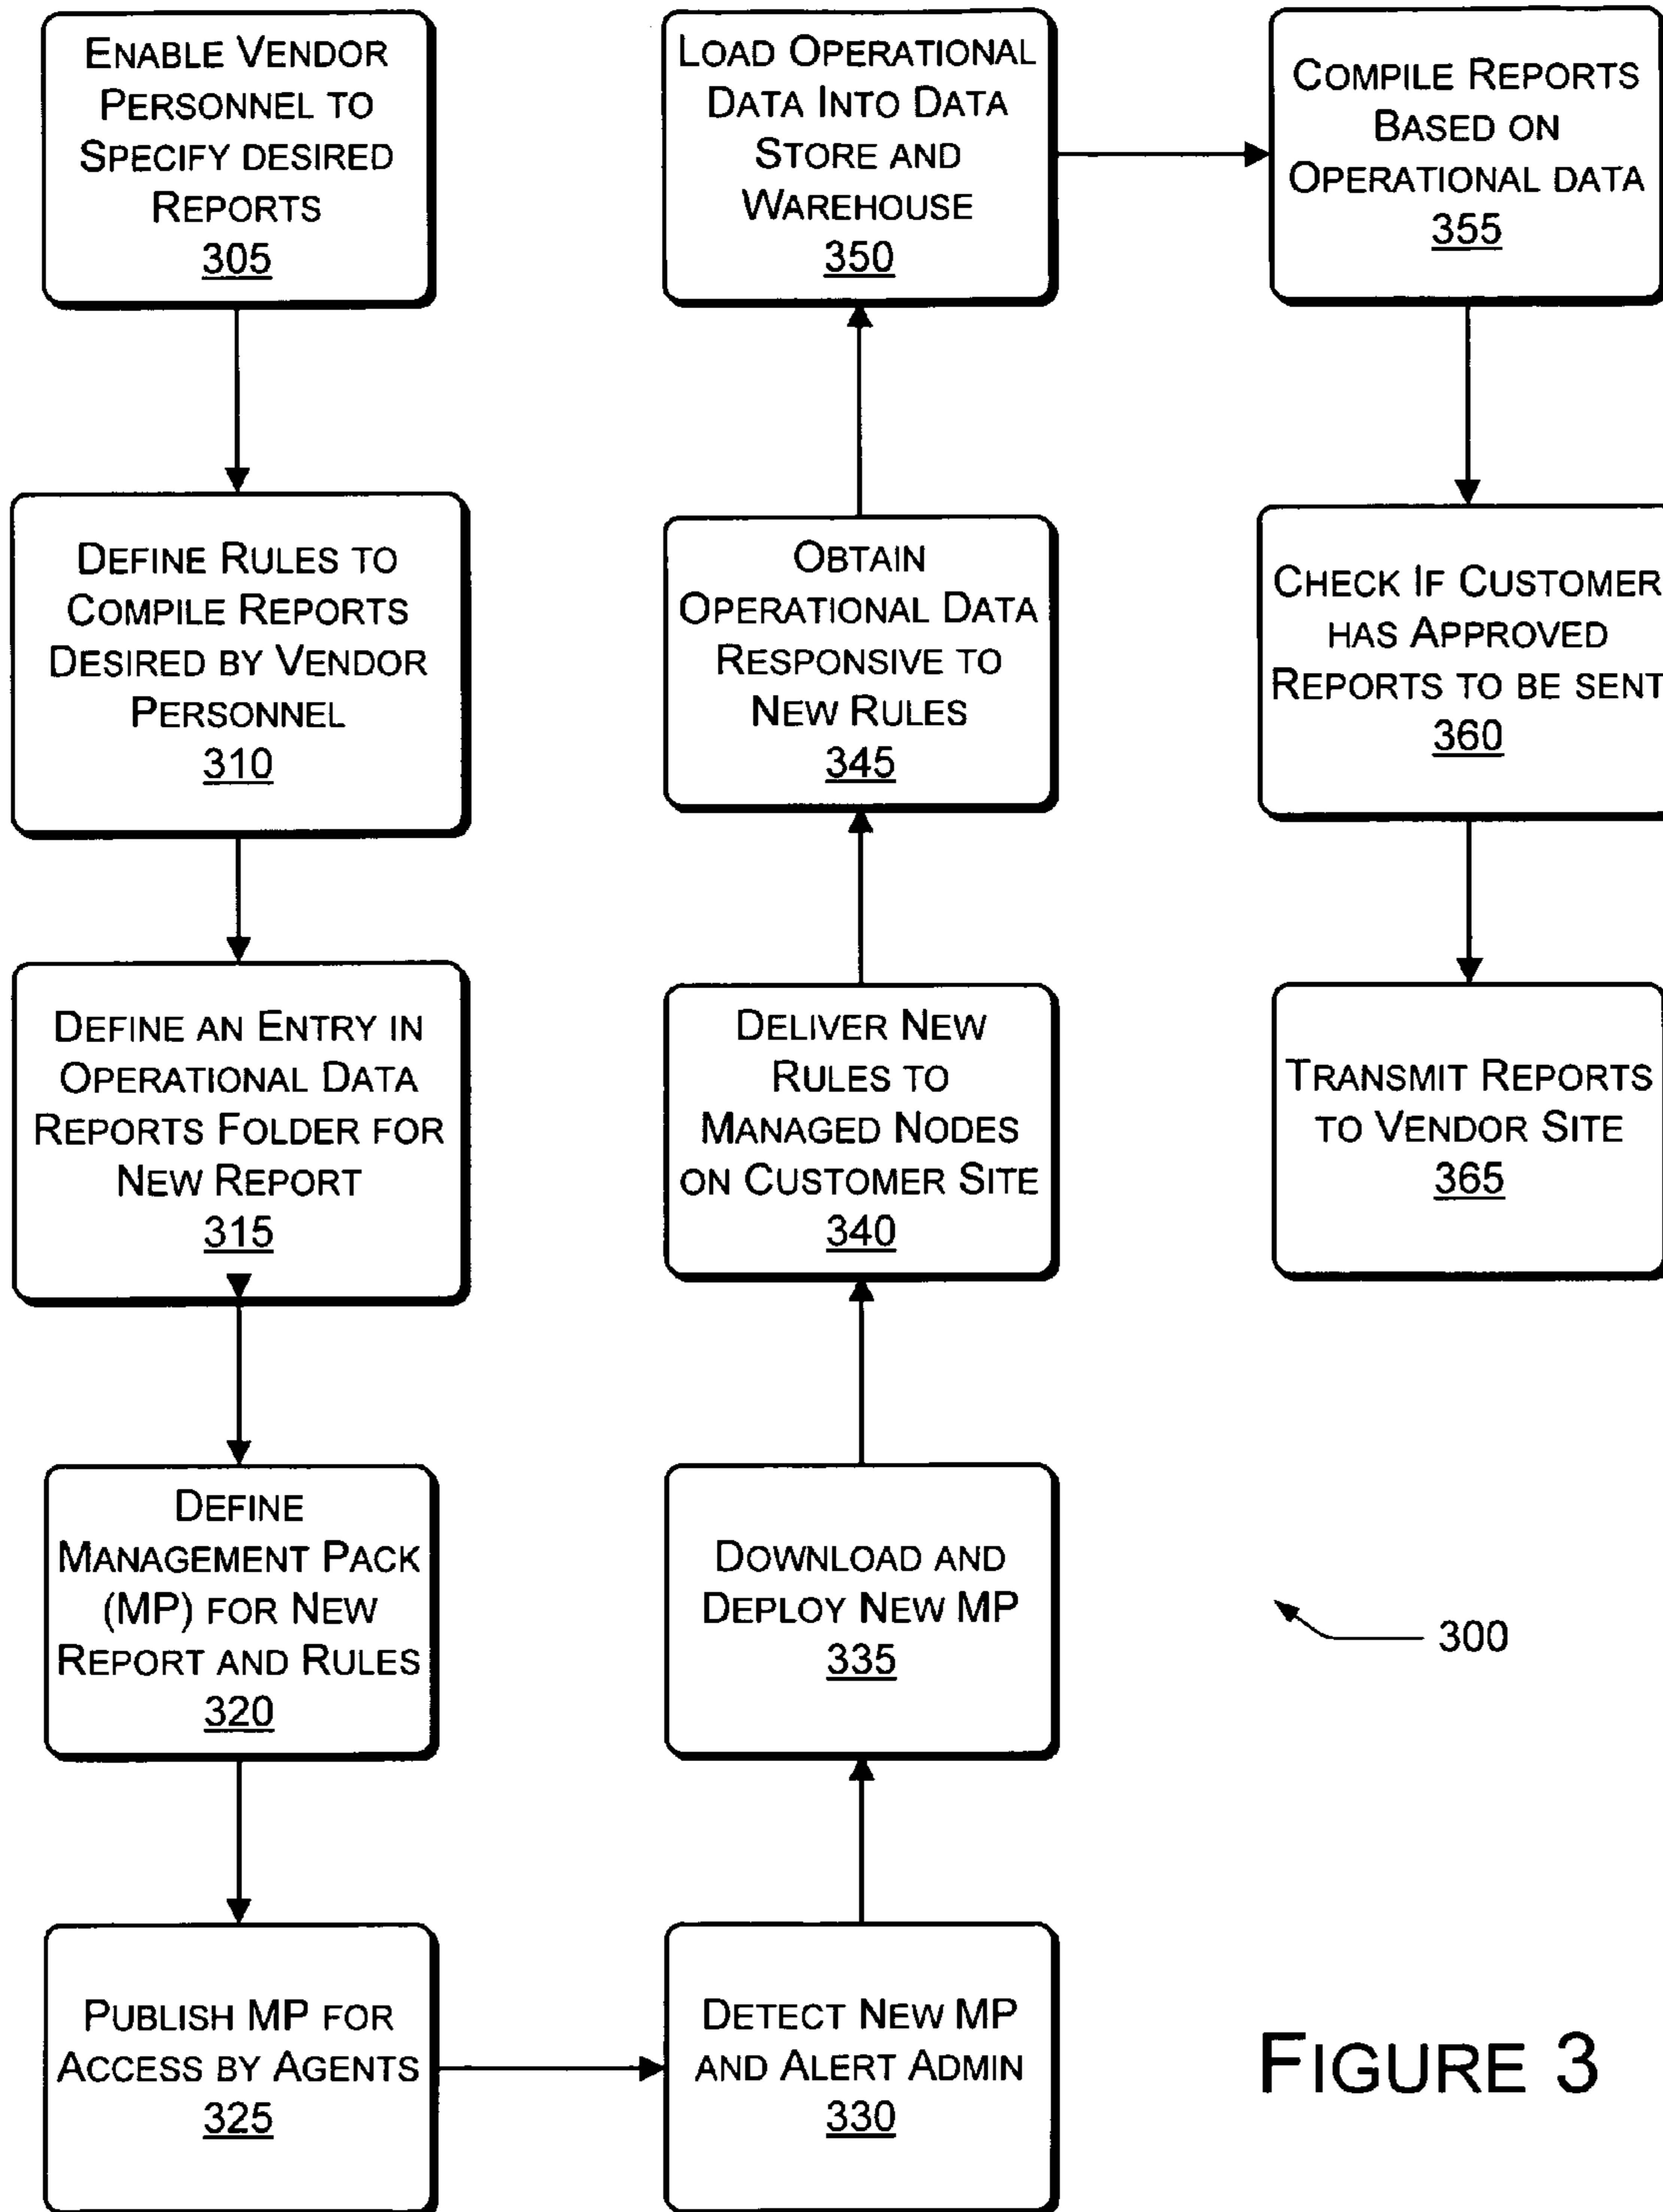 ENABLE VENDOR
PERSONNEL TO
SPECIFY DESIRED
REPORTS
305
DEFINE RULES TO
COMPILE REPORTS
DESIRED BY VENDOR
PERSONNEL
310
DEFINE AN ENTRY IN
OPERATIONAL DATA
REPORTS FOLDER FOR
NEW REPORT
315
DEFINE
MANAGEMENT PACK
(MP) FOR NEW
REPORT AND RULES
320
PUBLISH MP FOR
ACCESS BY AGENTS
325
DETECT NEW MP
AND ALERT ADMIN
330
DOWNLOAD AND
DEPLOY NEW MP
335
DELIVER NEW
RULES TO
MANAGED NODES
ON CUSTOMER SITE
340
OBTAIN
OPERATIONAL DATA
RESPONSIVE TO
NEW RULES
345
LOAD OPERATIONAL
DATA INTO DATA
STORE AND
WAREHOUSE
350
COMPILE REPORTS
BASED ON
OPERATIONAL DATA
355
CHECK IF CUSTOMER
HAS APPROVED
REPORTS TO BE SENT
360
TRANSMIT REPORTS
TO VENDOR SITE
365
300
FIGURE 3